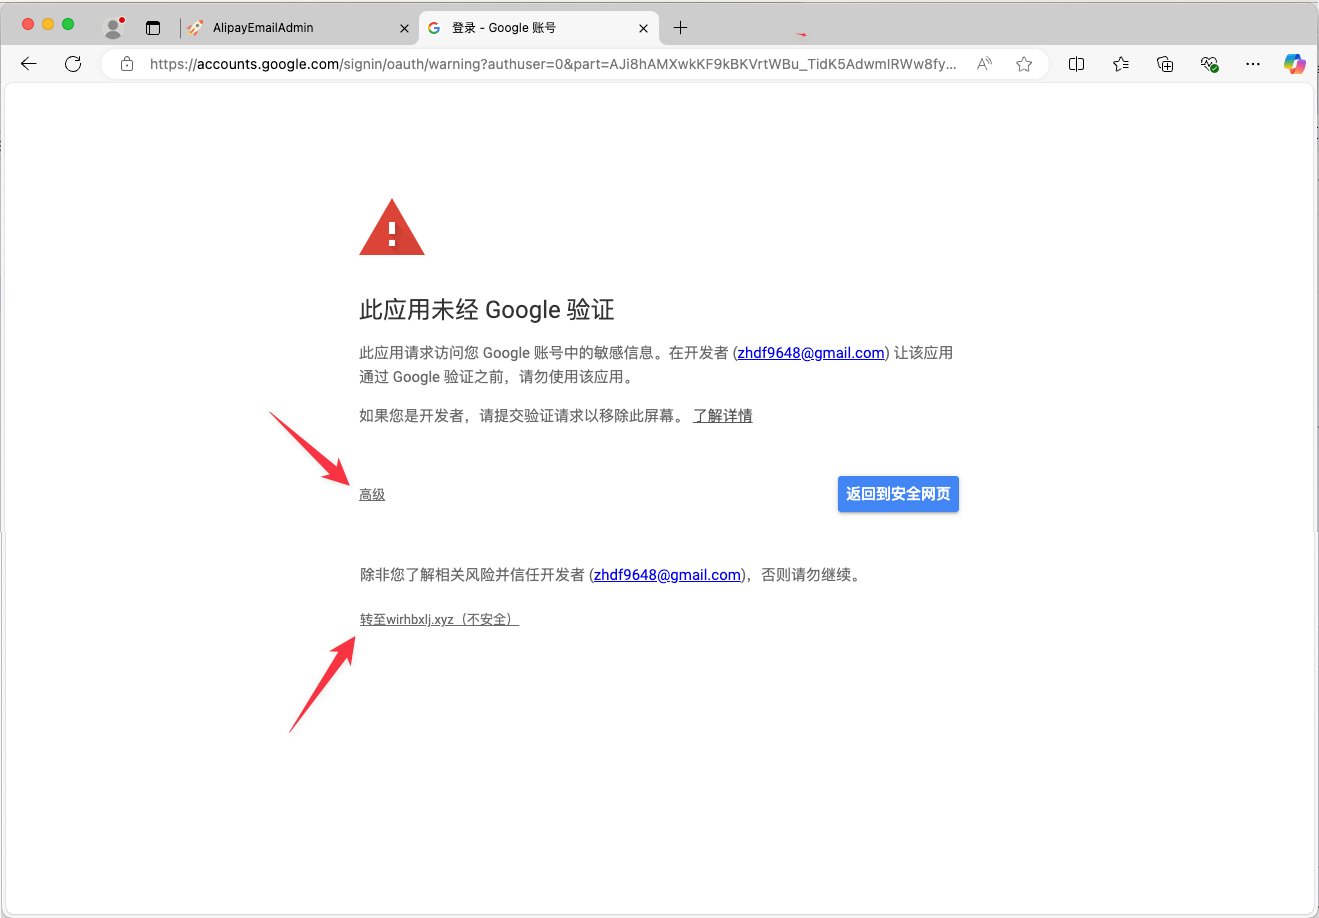 AlipayEmailAdmin
登录 - Google 账号
https://accounts.google.com/signin/oauth/warning?authuser=0&part=AJi8hAMXwkKF9kBKVrtWBu_TidK5AdwmlRWw8fy...
此应用未经 Google 验证
此应用请求访问您 Google 账号中的敏感信息。在开发者 (zhdf9648@gmail.com) 让该应用
通过 Google 验证之前，请勿使用该应用。
如果您是开发者，请提交验证请求以移除此屏幕。 了解详情
高级
返回到安全网页
除非您了解相关风险并信任开发者 (zhdf9648@gmail.com)，否则请勿继续。
转至wirhbxlj.xyz（不安全）